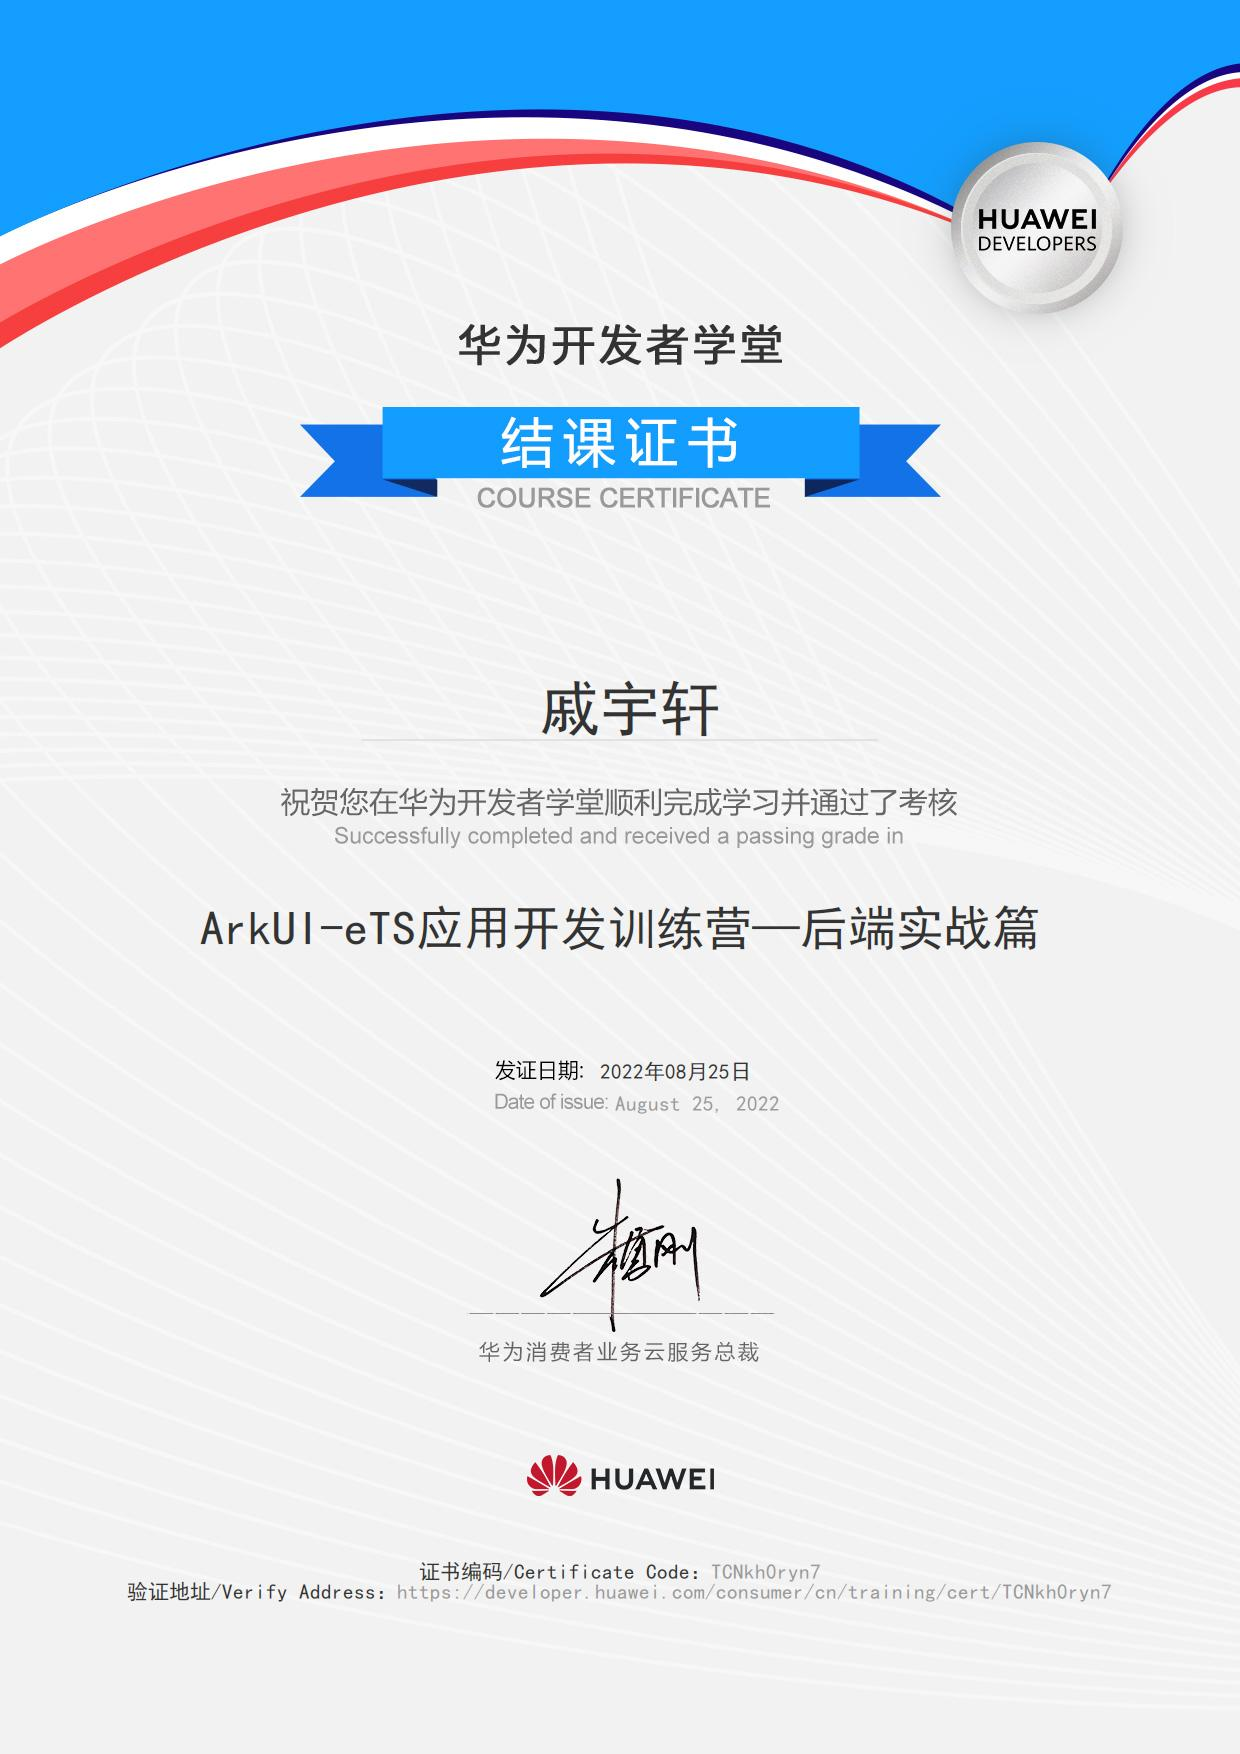 HUAWEI
DEVELOPERS
华为开发者学堂
结课证书
COURSE CERTIFICATE
戚宇轩
祝贺您在华为开发者学堂顺利完成学习并通过了考核
Successfully completed and received a passing grade in
ArkUI-eTS应用开发训练营——后端实战篇
发证日期: 2022年08月25日
Date of issue: August 25, 2022
华为消费者业务云服务总裁
HUAWEI
证书编码/Certificate Code: TCNkh0ryn7
验证地址/Verify Address: https://developer.huawei.com/consumer/cn/training/cert/TCNkh0ryn7